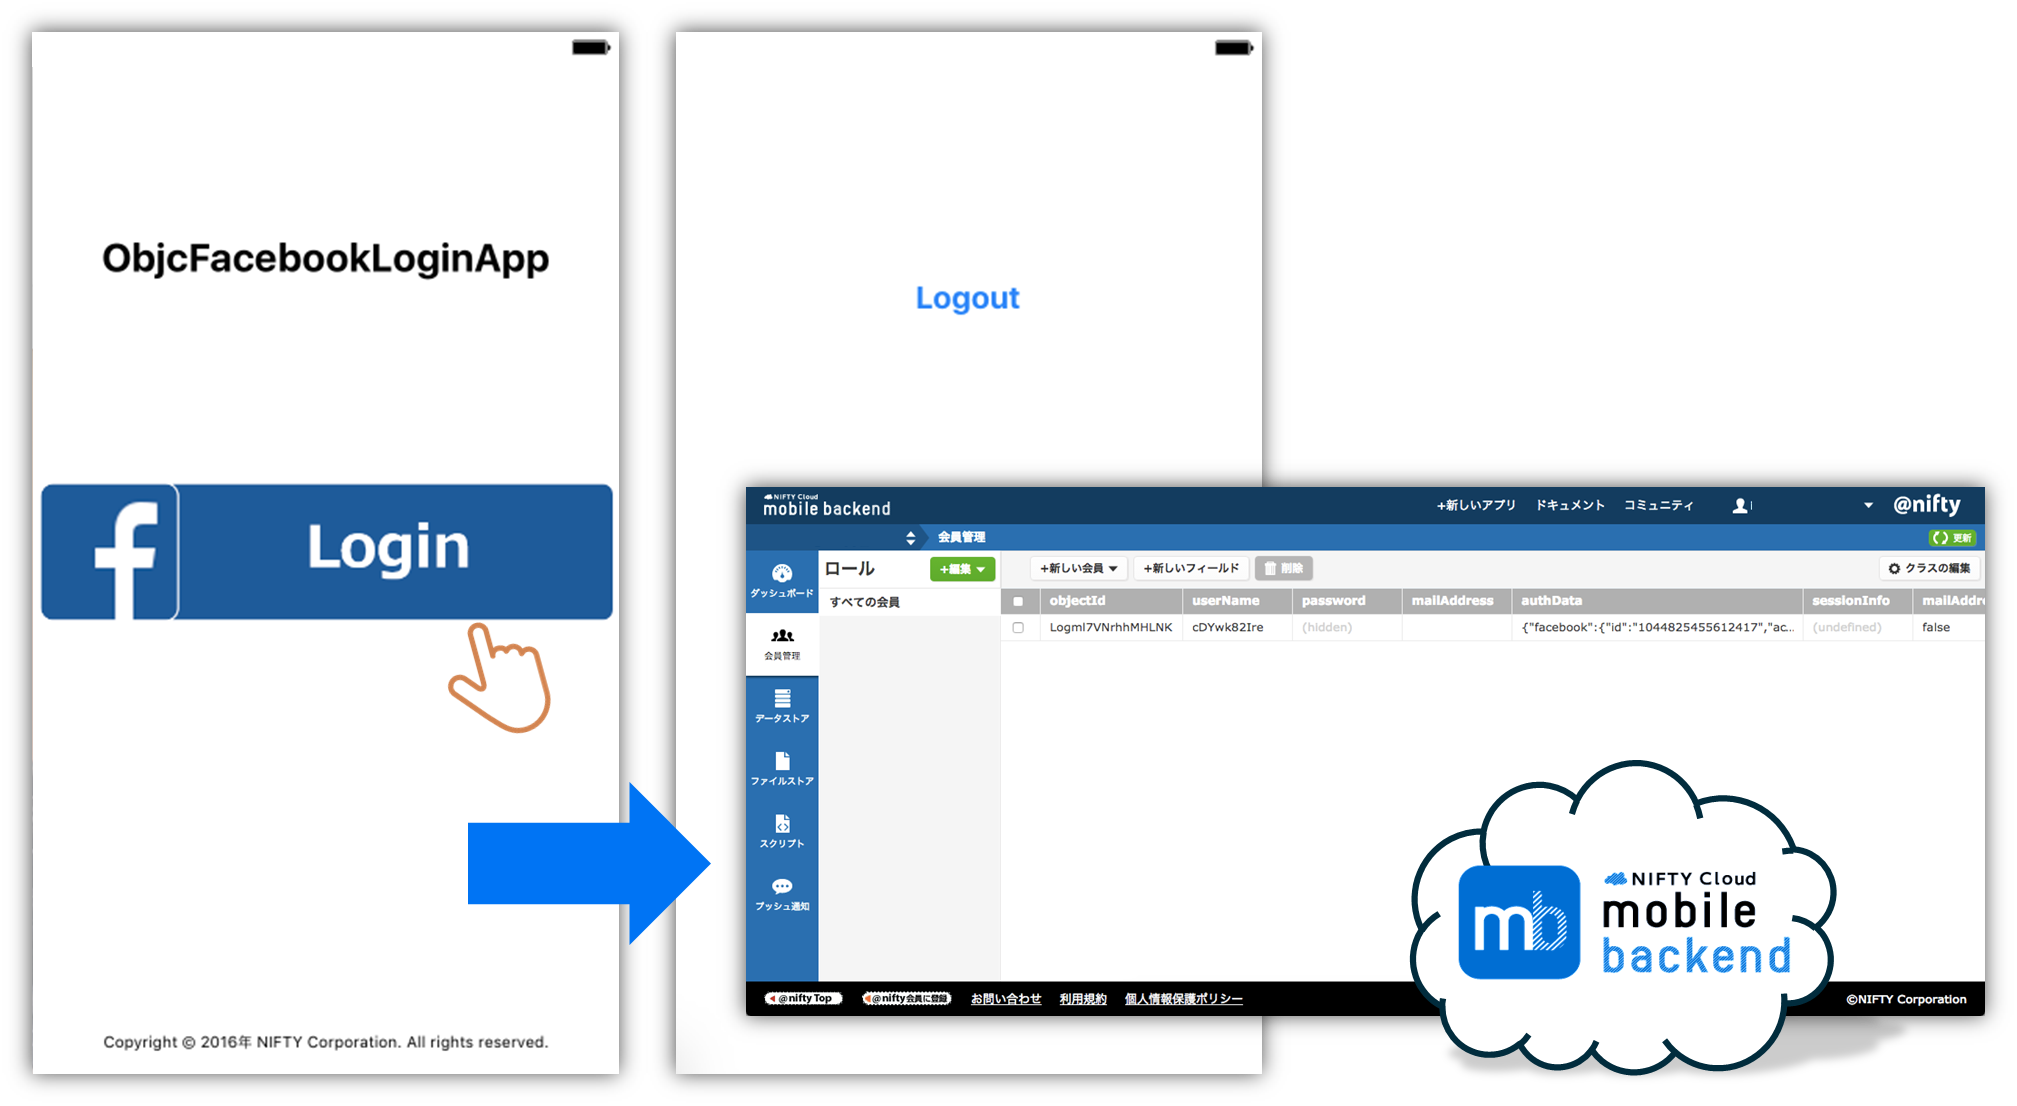 ObjcFacebookLoginApp
f Login
Copyright © 2016年 NIFTY Corporation. All rights reserved.
Logout
NIFTY Cloud
mobile backend
+新しいアプリ ドキュメント コミュニティ @nifty
会員管理 更新
ダッシュボード
会員管理
データストア
ファイルストア
スクリプト
プッシュ通知
ロール +編集
すべての会員
+新しい会員 +新しいフィールド 削除 クラスの編集
objectId userName password mailAddress authData sessionInfo mailAddre
Logml7VNrhhMHLNK cDYwk82Ire (hidden) {"facebook":{"id":"1044825455612417","ac... (undefined) false
@nifty Top @nifty会員に登録 お問い合わせ 利用規約 個人情報保護ポリシー ©NIFTY Corporation
mb
NIFTY Cloud
mobile
backend